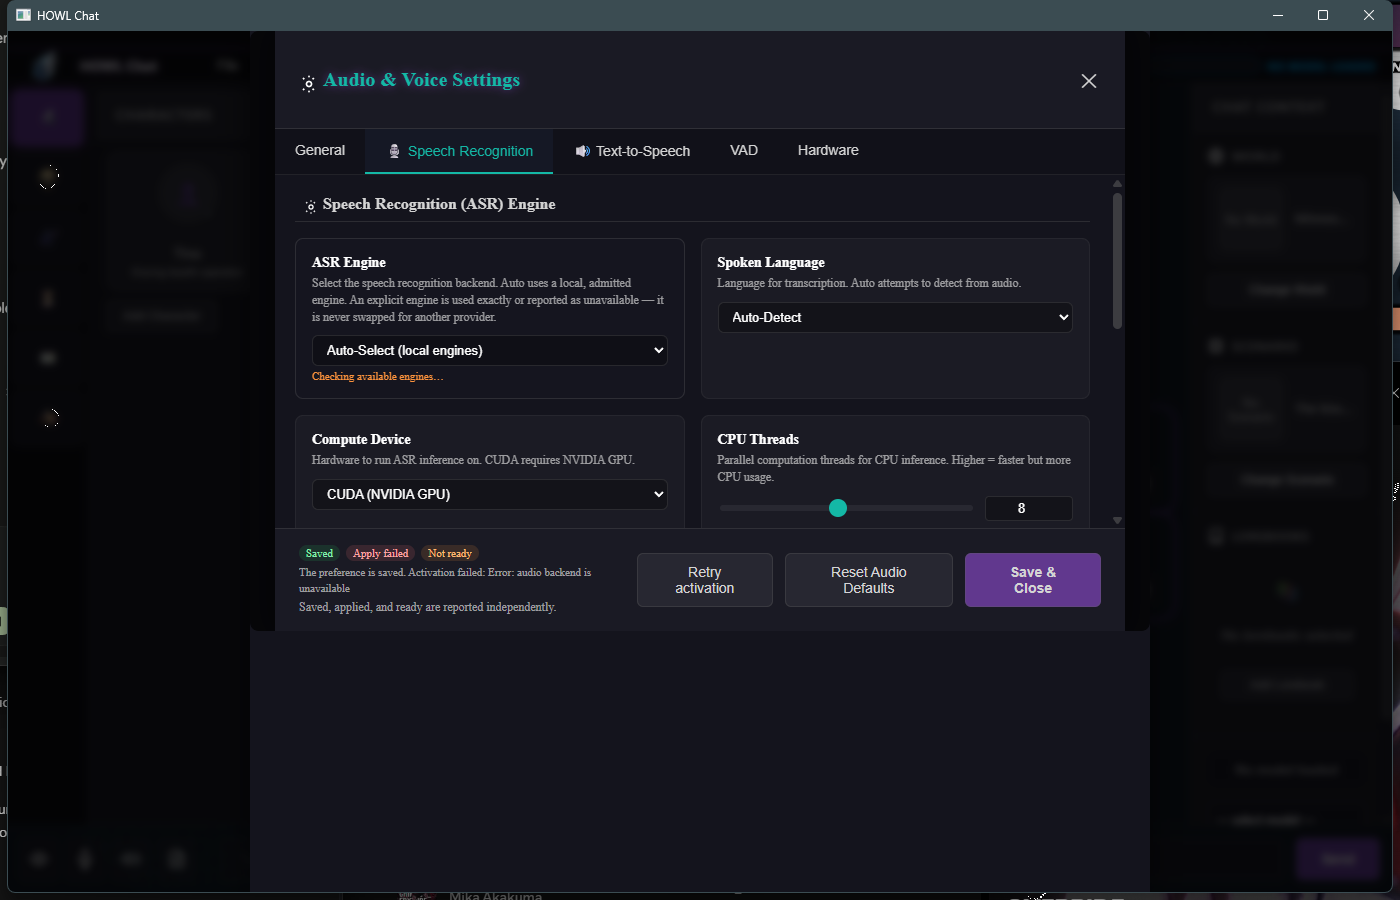 HOWL Chat
Audio & Voice Settings
General
Speech Recognition
Text-to-Speech
VAD
Hardware
Speech Recognition (ASR) Engine
ASR Engine
Select the speech recognition backend. Auto uses a local, admitted
engine. An explicit engine is used exactly or reported as unavailable — it
is never swapped for another provider.
Auto-Select (local engines)
Checking available engines…
Spoken Language
Language for transcription. Auto attempts to detect from audio.
Auto-Detect
Compute Device
Hardware to run ASR inference on. CUDA requires NVIDIA GPU.
CUDA (NVIDIA GPU)
CPU Threads
Parallel computation threads for CPU inference. Higher = faster but more
CPU usage.
8
Saved
Apply failed
Not ready
The preference is saved. Activation failed: Error: audio backend is
unavailable
Saved, applied, and ready are reported independently.
Retry
activation
Reset Audio
Defaults
Save &
Close
Mika Akakuma